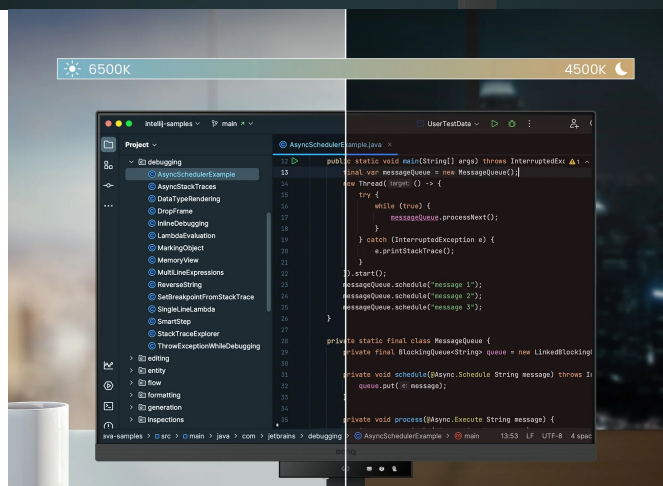 6500K 4500K
intellij-samples main UserTestData
Project AsyncSchedulerExample.java
debugging
AsyncSchedulerExample
AsyncStackTraces
DataTypeRendering
DropFrame
InlineDebugging
LambdaEvaluation
MarkingObject
MemoryView
MultiLineExpressions
ReverseString
SetBreakpointFromStackTrace
SingleLineLambda
SmartStep
StackTraceExplorer
ThrowExceptionWhileDebugging
editing
entity
flow
formatting
generation
inspections
12 public static void main(String[] args) throws InterruptedExc 1
13 final var messageQueue = new MessageQueue();
14 new Thread( target: () -> {
15 try {
16 while (true) {
17 messageQueue.processNext();
18 }
19 } catch (InterruptedException e) {
20 e.printStackTrace();
21 }
22 }).start();
23 messageQueue.schedule("message 1");
24 messageQueue.schedule("message 2");
25 messageQueue.schedule("message 3");
26 }
27
28 private static final class MessageQueue {
29 private final BlockingQueue<String> queue = new LinkedBlocking
30
31 private void schedule(@Async.Schedule String message) throws
32 queue.put( e: message);
33 }
34
35 private void process(@Async.Execute String message) {
ava-samples > src > main > java > com > jetbrains > debugging > AsyncSchedulerExample > main 13:53 LF UTF-8 4 spac
BenQ